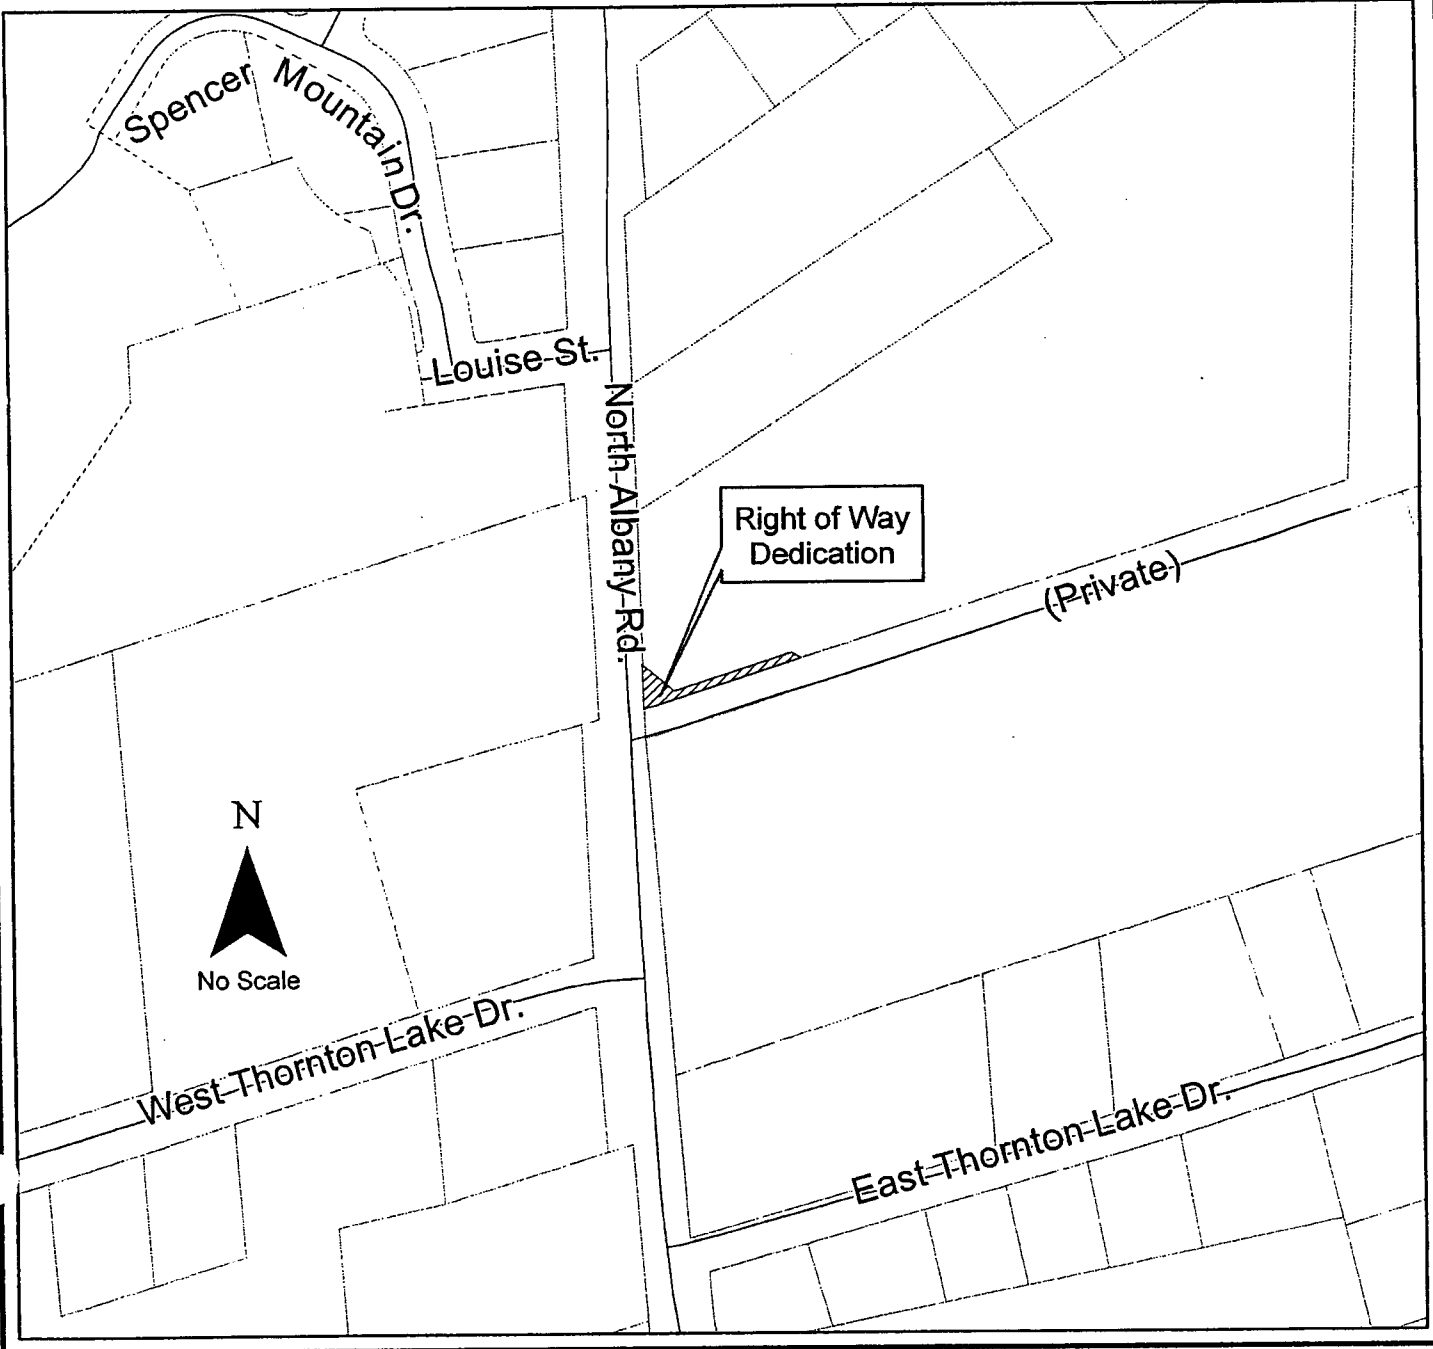 Spencer Mountain Dr.
Louise St.
North Albany Rd.
Right of Way
Dedication
(Private)
N
No Scale
West Thornton Lake Dr.
East Thornton Lake Dr.